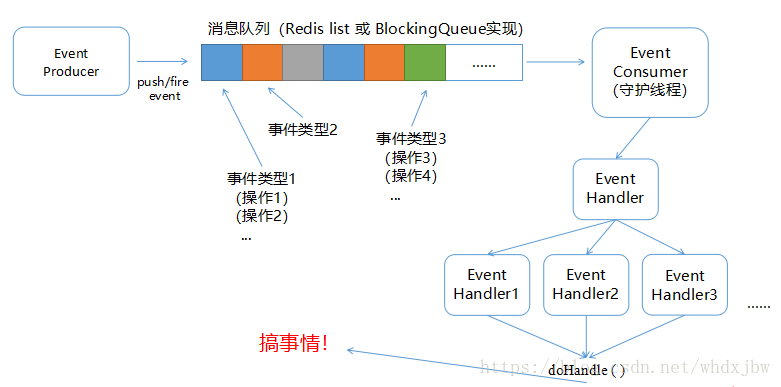 消息队列（Redis list 或 BlockingQueue实现）
Event
Producer
push/fire
event
......
Event
Consumer
(守护线程)
事件类型1
（操作1）
（操作2）
...
事件类型2
事件类型3
（操作3）
（操作4）
...
Event
Handler
Event
Handler1
Event
Handler2
Event
Handler3
......
搞事情！
doHandle()
https://blog.csdn.net/whdxjbw